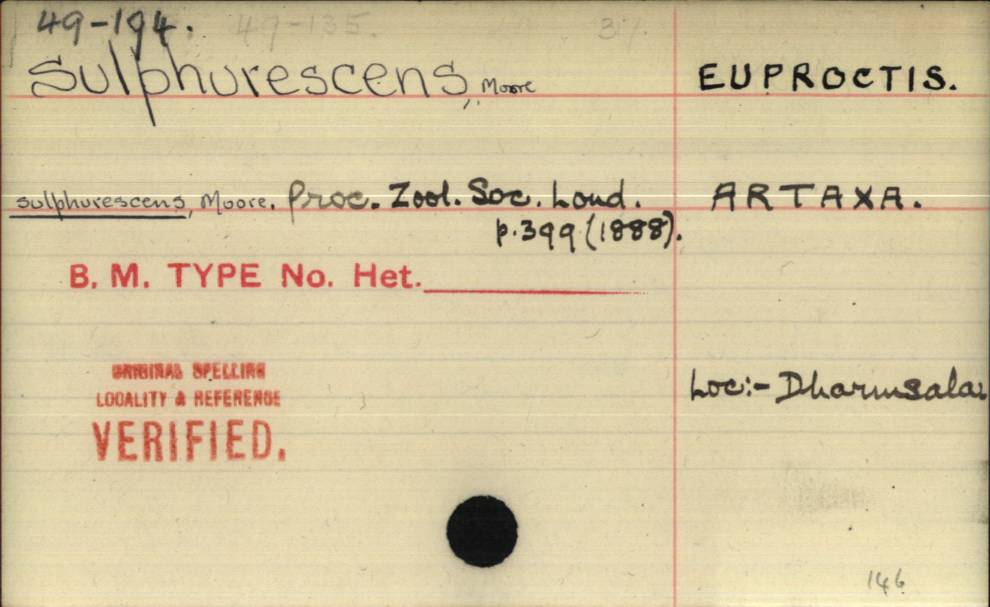 49-194. 49-135. 37.
Sulphurescens, Moore EUPROCTIS.
sulphurescens, Moore. Proc. Zool. Soc. Lond. ARTAXA.
p.399 (1888).
B. M. TYPE No. Het.
ORIGINAL SPELLING
LOCALITY & REFERENCE
VERIFIED.
Loc:- Dharmsala.
146